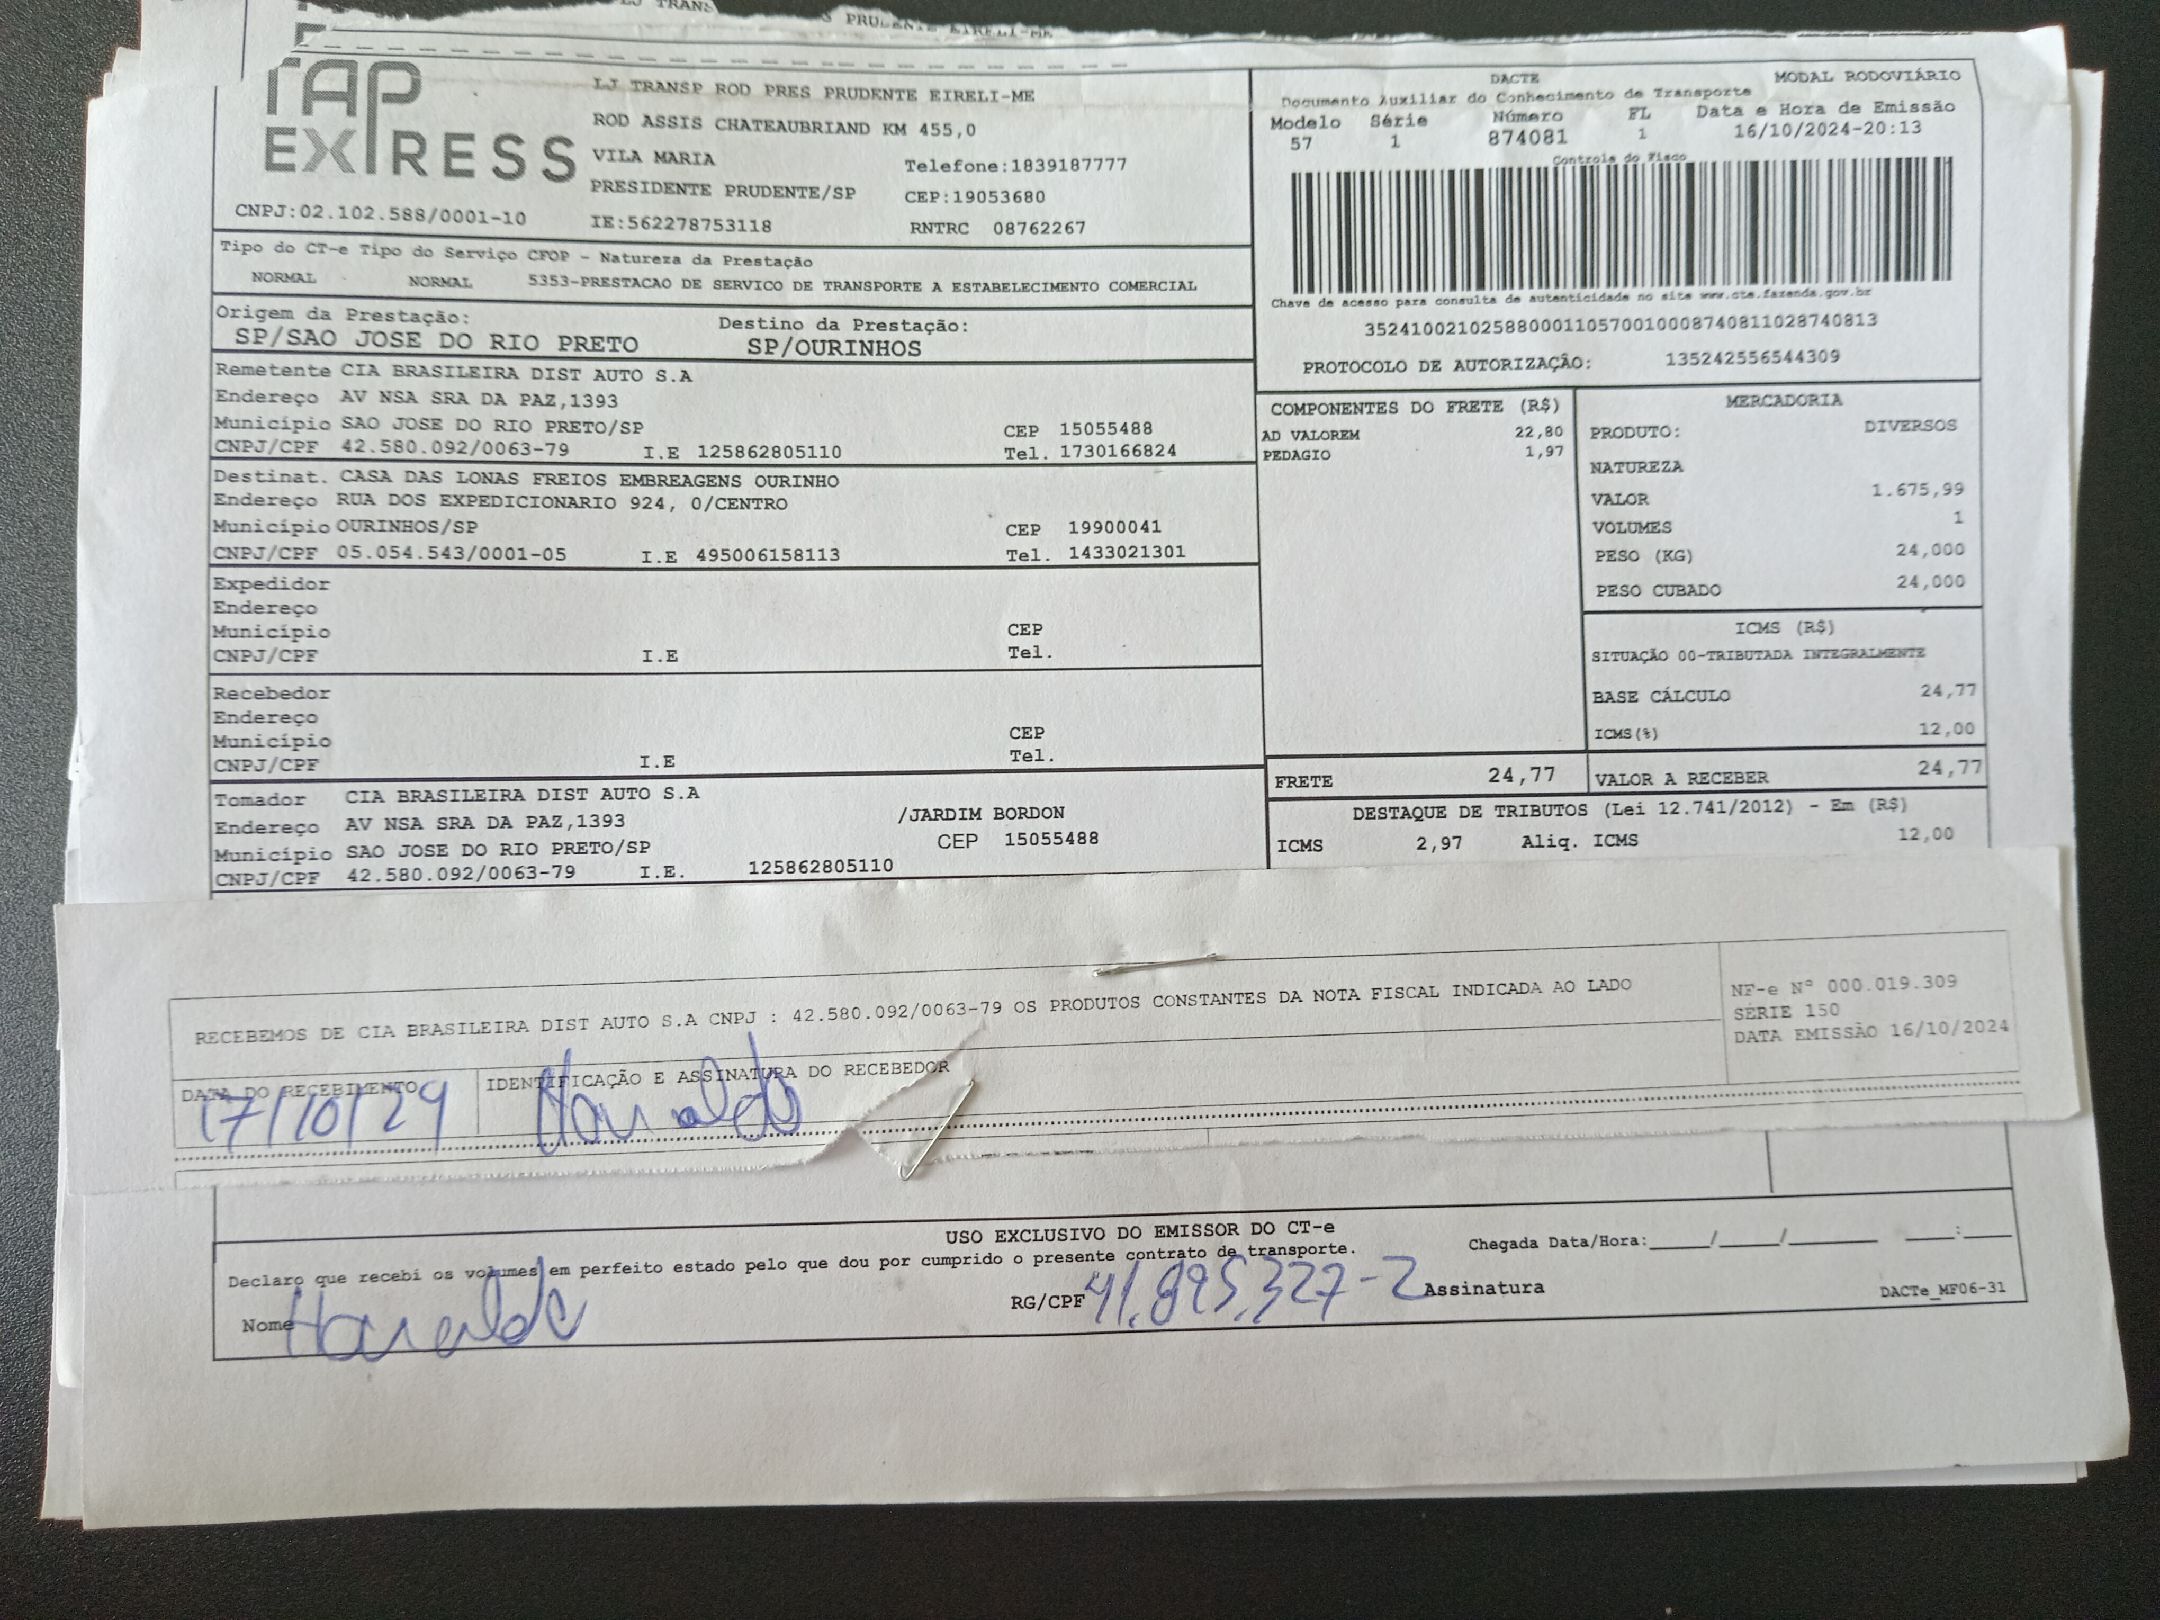 LJ TRANS
PRUDENTE EIRELI-ME
TAP
EXPRESS
LJ TRANSP ROD PRES PRUDENTE EIRELI-ME
ROD ASSIS CHATEAUBRIAND KM 455,0
VILA MARIA Telefone:1839187777
PRESIDENTE PRUDENTE/SP CEP:19053680
CNPJ:02.102.588/0001-10 IE:562278753118 RNTRC 08762267
DACTE MODAL RODOVIÁRIO
Documento Auxiliar do Conhecimento de Transporte
Modelo Série Número FL Data e Hora de Emissão
57 1 874081 1 16/10/2024-20:13
Controle do Fisco
Chave de acesso para consulta de autenticidade no site www.cte.fazenda.gov.br
35241002102588000110570010008740811028740813
PROTOCOLO DE AUTORIZAÇÃO: 135242556544309
Tipo do CT-e Tipo do Serviço CFOP - Natureza da Prestação
NORMAL NORMAL 5353-PRESTACAO DE SERVICO DE TRANSPORTE A ESTABELECIMENTO COMERCIAL
Origem da Prestação: Destino da Prestação:
SP/SAO JOSE DO RIO PRETO SP/OURINHOS
Remetente CIA BRASILEIRA DIST AUTO S.A
Endereço AV NSA SRA DA PAZ,1393
Município SAO JOSE DO RIO PRETO/SP CEP 15055488
CNPJ/CPF 42.580.092/0063-79 I.E 125862805110 Tel. 1730166824
Destinat. CASA DAS LONAS FREIOS EMBREAGENS OURINHO
Endereço RUA DOS EXPEDICIONARIO 924, 0/CENTRO
Município OURINHOS/SP CEP 19900041
CNPJ/CPF 05.054.543/0001-05 I.E 495006158113 Tel. 1433021301
Expedidor
Endereço
Município CEP
CNPJ/CPF I.E Tel.
Recebedor
Endereço
Município CEP
CNPJ/CPF I.E Tel.
Tomador CIA BRASILEIRA DIST AUTO S.A
Endereço AV NSA SRA DA PAZ,1393 /JARDIM BORDON
Município SAO JOSE DO RIO PRETO/SP CEP 15055488
CNPJ/CPF 42.580.092/0063-79 I.E. 125862805110
COMPONENTES DO FRETE (R$)
AD VALOREM 22,80
PEDAGIO 1,97
MERCADORIA
PRODUTO: DIVERSOS
NATUREZA
VALOR 1.675,99
VOLUMES 1
PESO (KG) 24,000
PESO CUBADO 24,000
ICMS (R$)
SITUAÇÃO 00-TRIBUTADA INTEGRALMENTE
BASE CÁLCULO 24,77
ICMS(%) 12,00
FRETE 24,77 VALOR A RECEBER 24,77
DESTAQUE DE TRIBUTOS (Lei 12.741/2012) - Em (R$)
ICMS 2,97 Aliq. ICMS 12,00
RECEBEMOS DE CIA BRASILEIRA DIST AUTO S.A CNPJ : 42.580.092/0063-79 OS PRODUTOS CONSTANTES DA NOTA FISCAL INDICADA AO LADO
NF-e Nº 000.019.309
SÉRIE 150
DATA EMISSÃO 16/10/2024
DATA DO RECEBIMENTO IDENTIFICAÇÃO E ASSINATURA DO RECEBEDOR
17/10/24 Haroldo
USO EXCLUSIVO DO EMISSOR DO CT-e
Declaro que recebi os volumes em perfeito estado pelo que dou por cumprido o presente contrato de transporte. Chegada Data/Hora:____/____/______ ___:___
Nome Haroldo RG/CPF 41.895.327-2 Assinatura DACTe_MF06-31